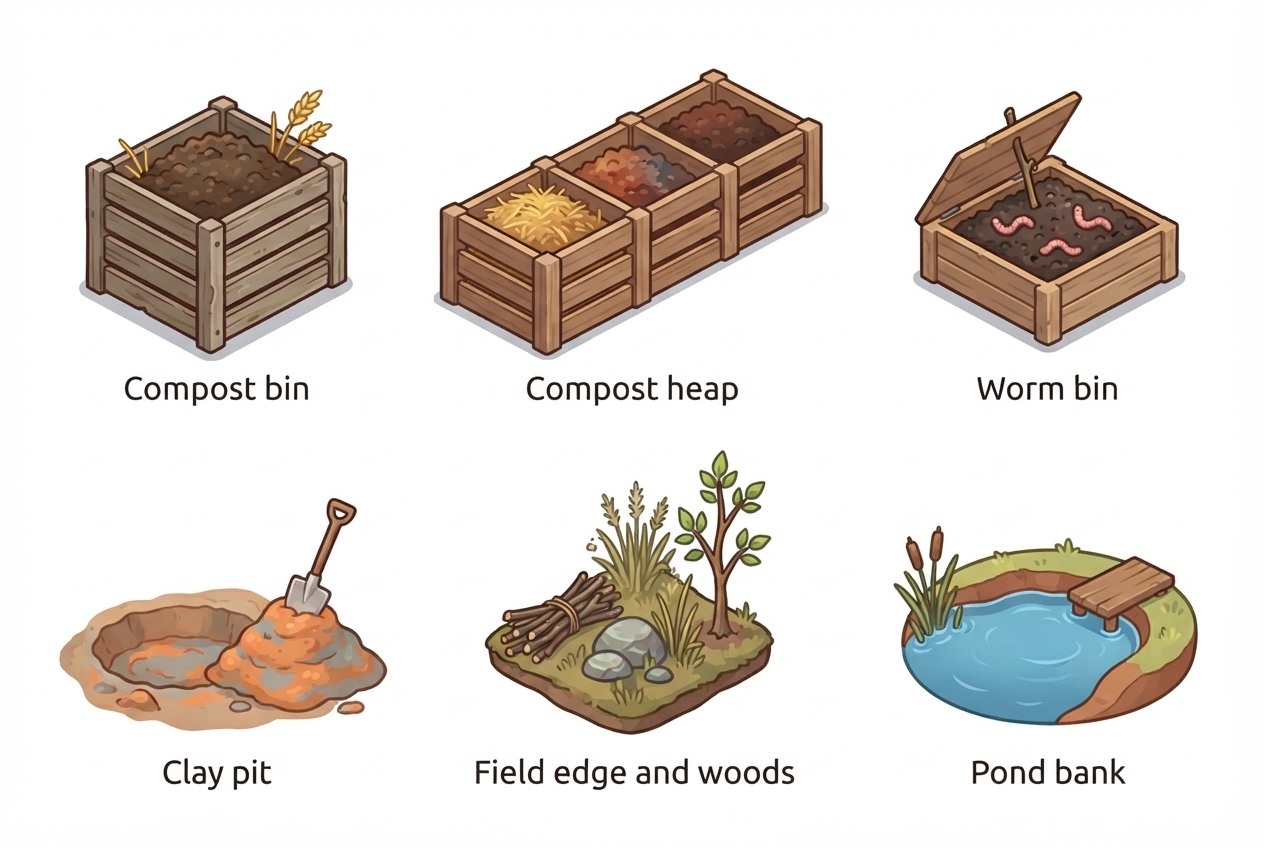 Compost bin
Compost heap
Worm bin
Clay pit
Field edge and woods
Pond bank